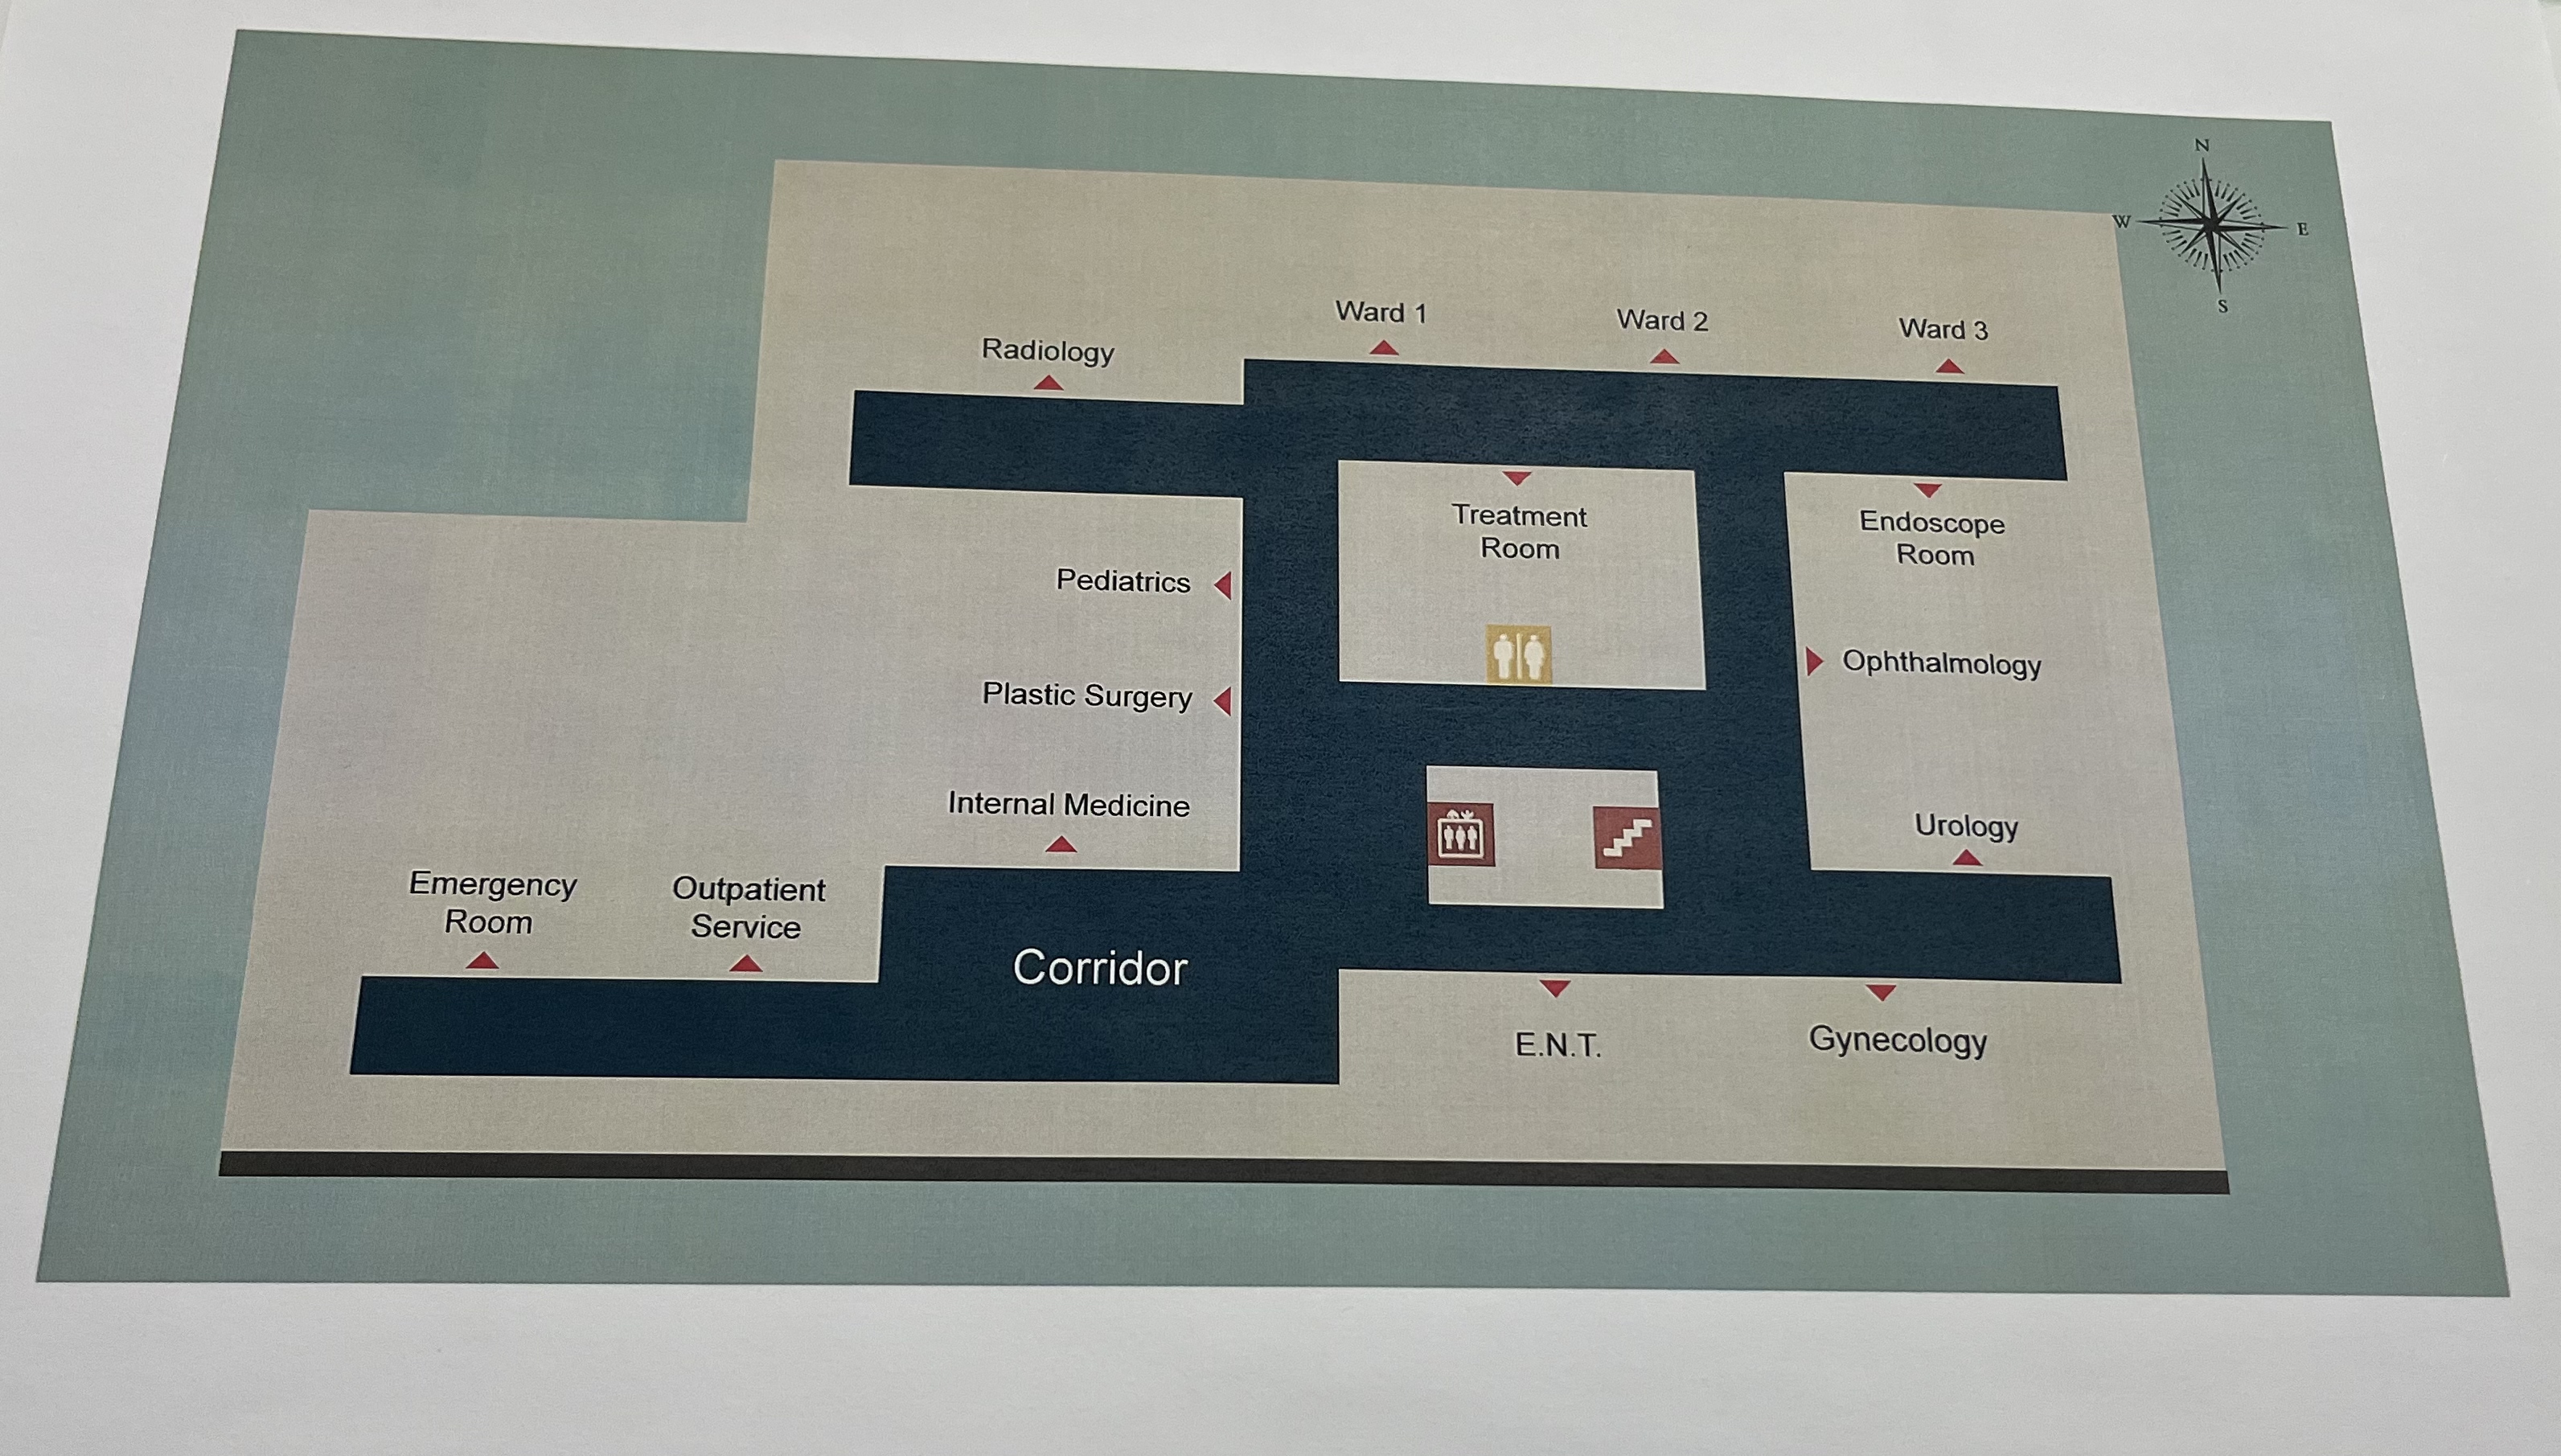 N
W
E
S
Ward 1
Ward 2
Ward 3
Radiology
Treatment
Room
Endoscope
Room
Pediatrics
Ophthalmology
Plastic Surgery
Internal Medicine
Urology
Emergency
Room
Outpatient
Service
Corridor
E.N.T.
Gynecology